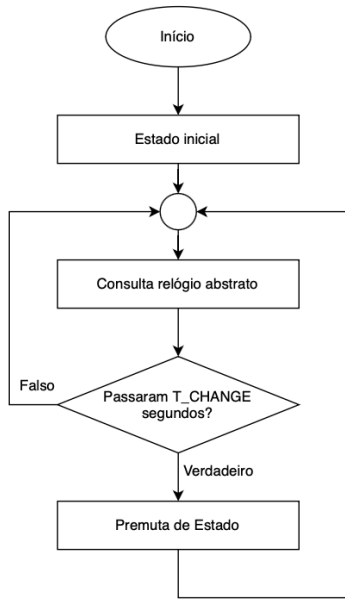 Início
Estado inicial
Consulta relógio abstrato
Falso
Passaram T_CHANGE
segundos?
Verdadeiro
Premuta de Estado